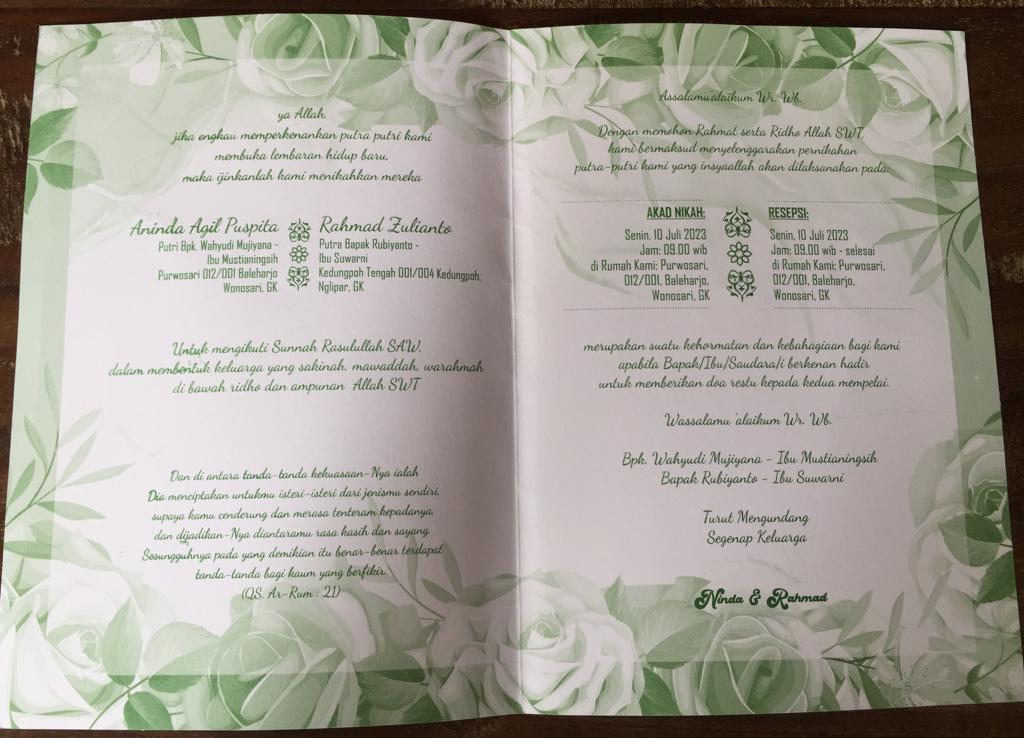 ya Allah,
jika engkau memperkenankan putra putri kami
membuka lembaran hidup baru,
maka ijinkanlah kami menikahkan mereka
Aninda Agil Puspita
Putri Bpk. Wahyudi Mujiyana -
Ibu Mustianingsih
Purwosari 012/001 Baleharjo
Wonosari, GK
Rahmad Zulianto
Putra Bapak Rubiyanto -
Ibu Suwarni
Kedungpoh Tengah 001/004 Kedungpoh,
Nglipar, GK
Untuk mengikuti Sunnah Rasulullah SAW,
dalam membentuk keluarga yang sakinah, mawaddah, warahmah
di bawah ridho dan ampunan Allah SWT
Dan di antara tanda-tanda kekuasaan-Nya ialah
Dia menciptakan untukmu isteri-isteri dari jenismu sendiri,
supaya kamu cenderung dan merasa tenteram kepadanya,
dan dijadikan-Nya diantaramu rasa kasih dan sayang.
Sesungguhnya pada yang demikian itu benar-benar terdapat
tanda-tanda bagi kaum yang berfikir.
(QS. Ar-Rum : 21)
Assalamu'alaikum Wr. Wb.
Dengan memohon Rahmat serta Ridho Allah SWT,
kami bermaksud menyelenggarakan pernikahan
putra-putri kami yang insyaallah akan dilaksanakan pada:
AKAD NIKAH:
Senin, 10 Juli 2023
Jam: 09.00 wib
di Rumah Kami: Purwosari,
012/001, Baleharjo,
Wonosari, GK
RESEPSI:
Senin, 10 Juli 2023
Jam: 09.00 wib - selesai
di Rumah Kami: Purwosari,
012/001, Baleharjo,
Wonosari, GK
merupakan suatu kehormatan dan kebahagiaan bagi kami
apabila Bapak/Ibu/Saudara/i berkenan hadir
untuk memberikan doa restu kepada kedua mempelai.
Wassalamu'alaikum Wr. Wb.
Bpk. Wahyudi Mujiyana - Ibu Mustianingsih
Bapak Rubiyanto - Ibu Suwarni
Turut Mengundang
Segenap Keluarga
Ninda & Rahmad